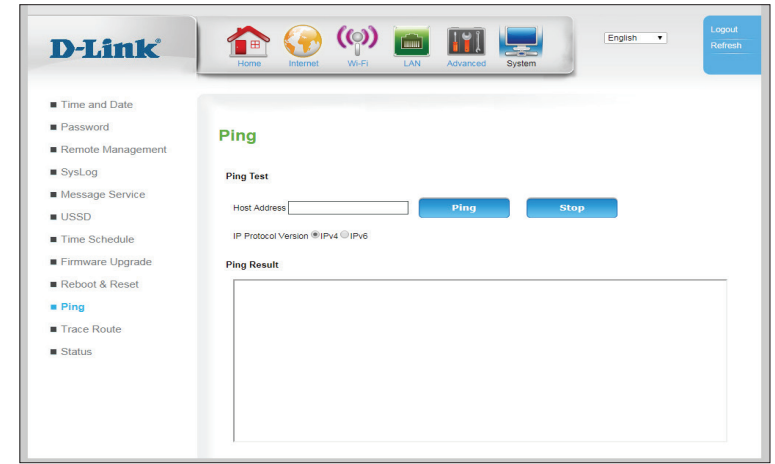 D-Link
Home
Internet
Wi-Fi
LAN
Advanced
System
English
Logout
Refresh
Time and Date
Password
Remote Management
SysLog
Message Service
USSD
Time Schedule
Firmware Upgrade
Reboot & Reset
Ping
Trace Route
Status
Ping
Ping Test
Host Address
Ping
Stop
IP Protocol Version IPv4 IPv6
Ping Result